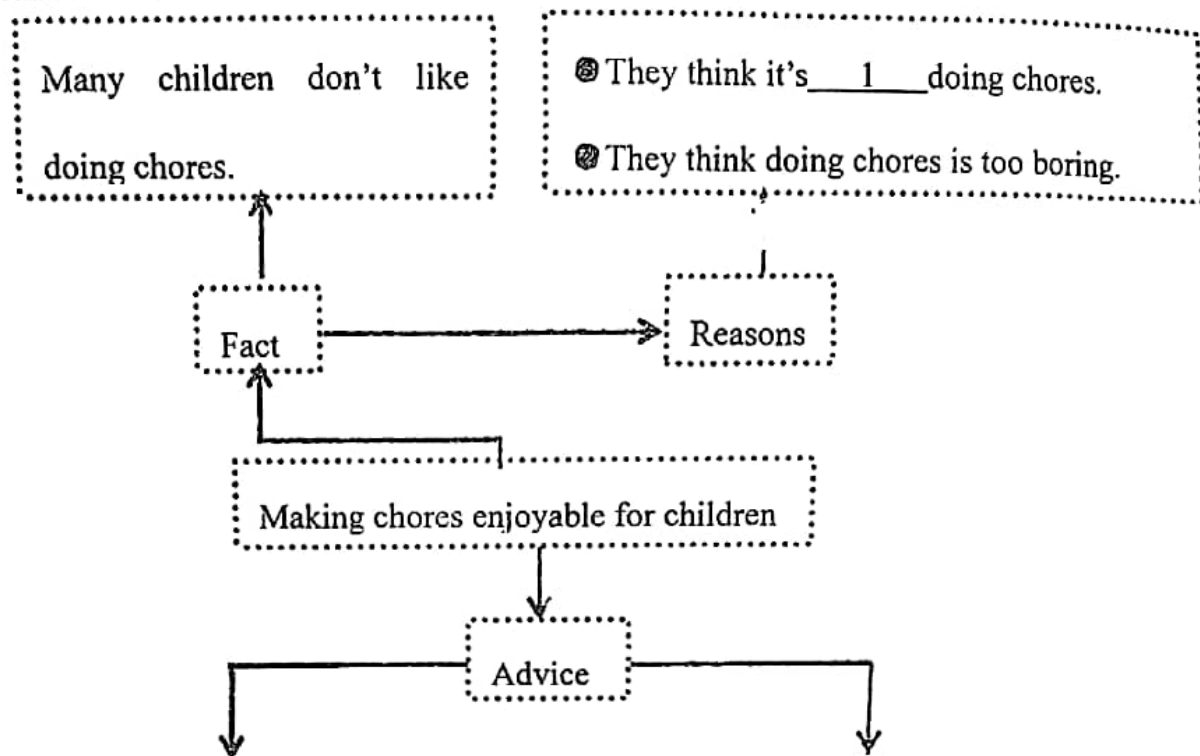 Many children don't like
doing chores.
They think it's 1 doing chores.
They think doing chores is too boring.
Fact
Reasons
Making chores enjoyable for children
Advice